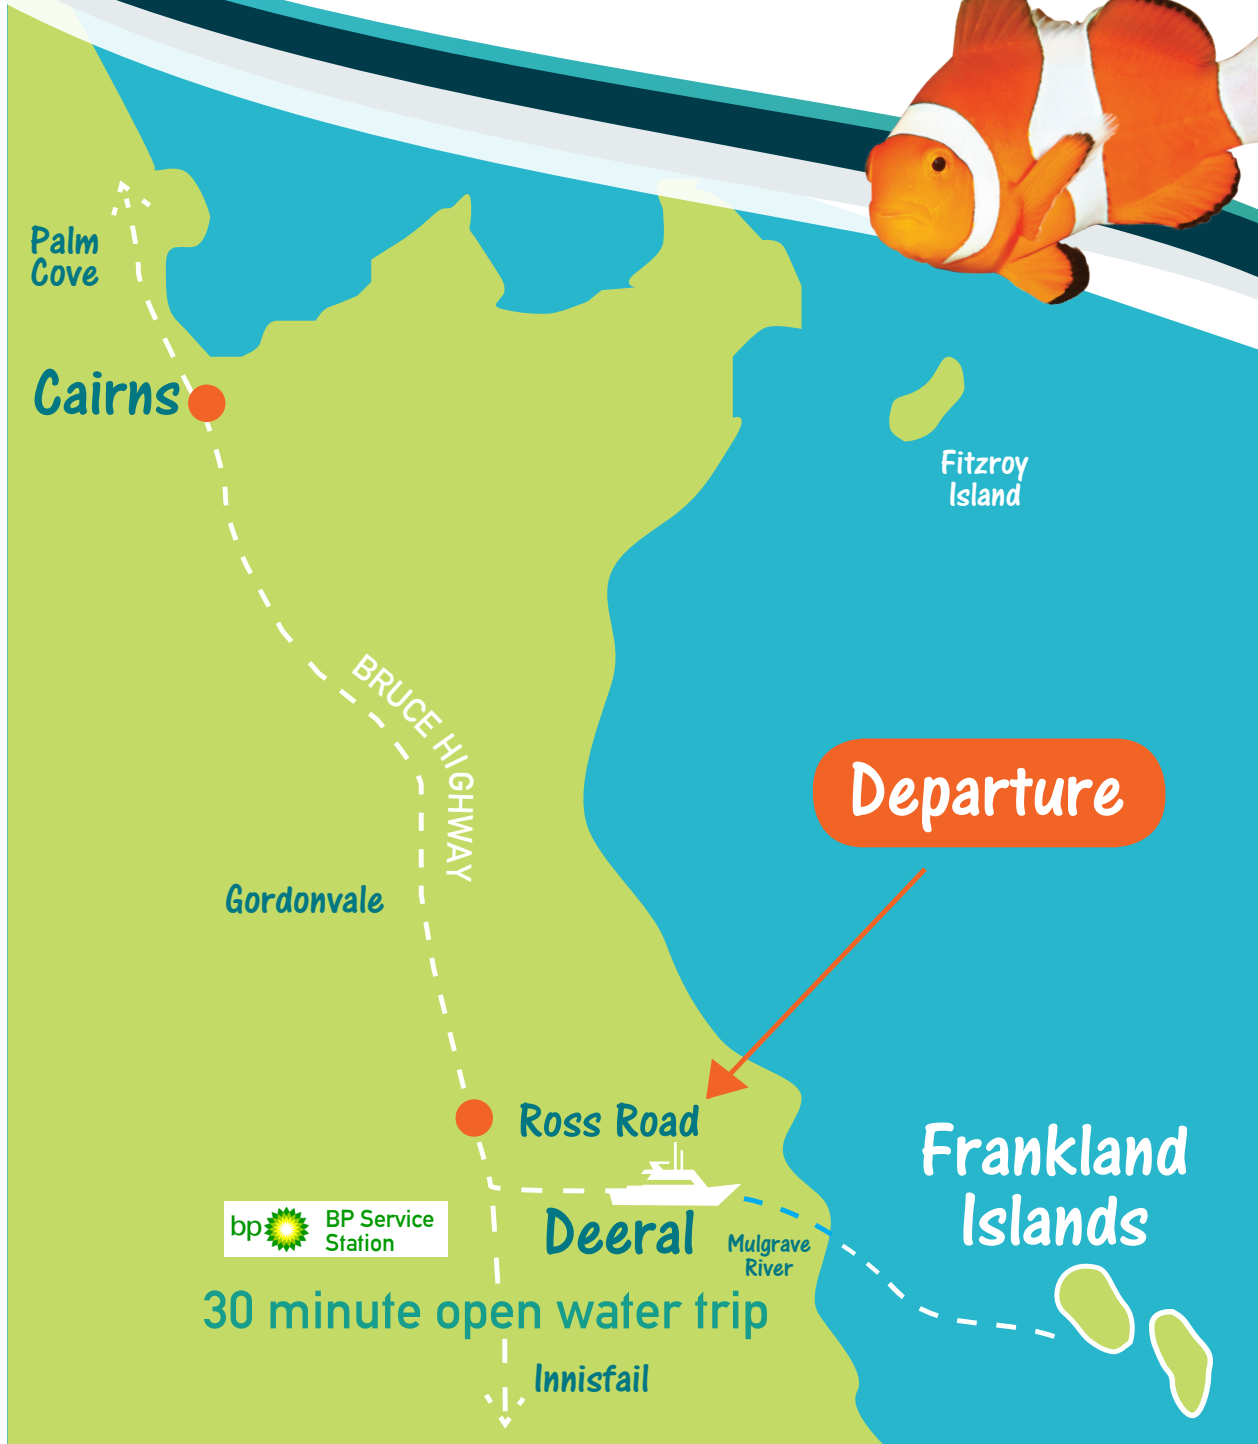 Palm
Cove
Cairns
Fitzroy
Island
BRUCE HIGHWAY
Departure
Gordonvale
Ross Road
Frankland
Islands
bp
BP Service
Station
Deeral
Mulgrave
River
30 minute open water trip
Innisfail